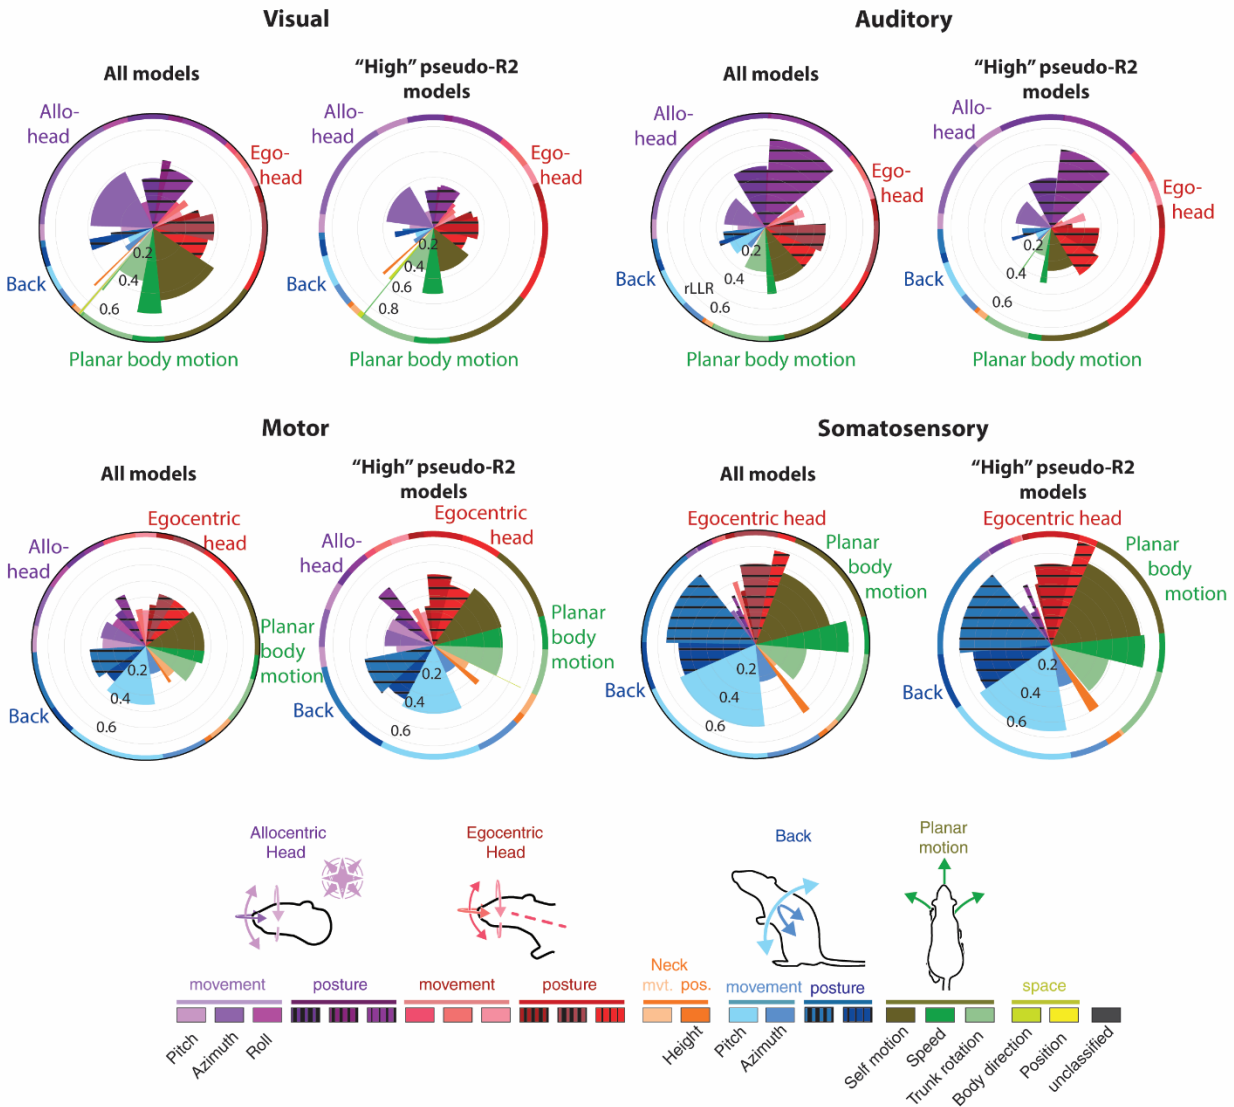 Visual
Auditory
All models
"High" pseudo-R2
models
All models
"High" pseudo-R2
models
Allo-
head
Ego-
head
Back
0.2
0.4
0.6
Planar body motion
Allo-
head
Ego-
head
0.2
0.4
0.6
0.8
Allo-
head
Ego-
head
Back
0.2
0.4
rLLR
0.6
Planar body motion
Allo-
head
Ego-
head
Back
0.2
0.4
0.6
Planar body motion
Motor
Somatosensory
All models
"High" pseudo-R2
models
All models
"High" pseudo-R2
models
Egocentric
head
Allo-
head
Planar
body
motion
Back
0.2
0.4
0.6
Egocentric
head
Allo-
head
Planar
body
motion
Back
0.2
0.4
0.6
Egocentric head
Planar
body
motion
Back
0.2
0.4
0.6
Egocentric head
Planar
body
motion
Back
0.2
0.4
0.6
Allocentric
Head
Egocentric
Head
Back
Planar
motion
movement
posture
movement
posture
Neck
mvt. pos.
movement
posture
space
Pitch
Azimuth
Roll
Height
Pitch
Azimuth
Self motion
Speed
Trunk rotation
Body direction
Position
unclassified